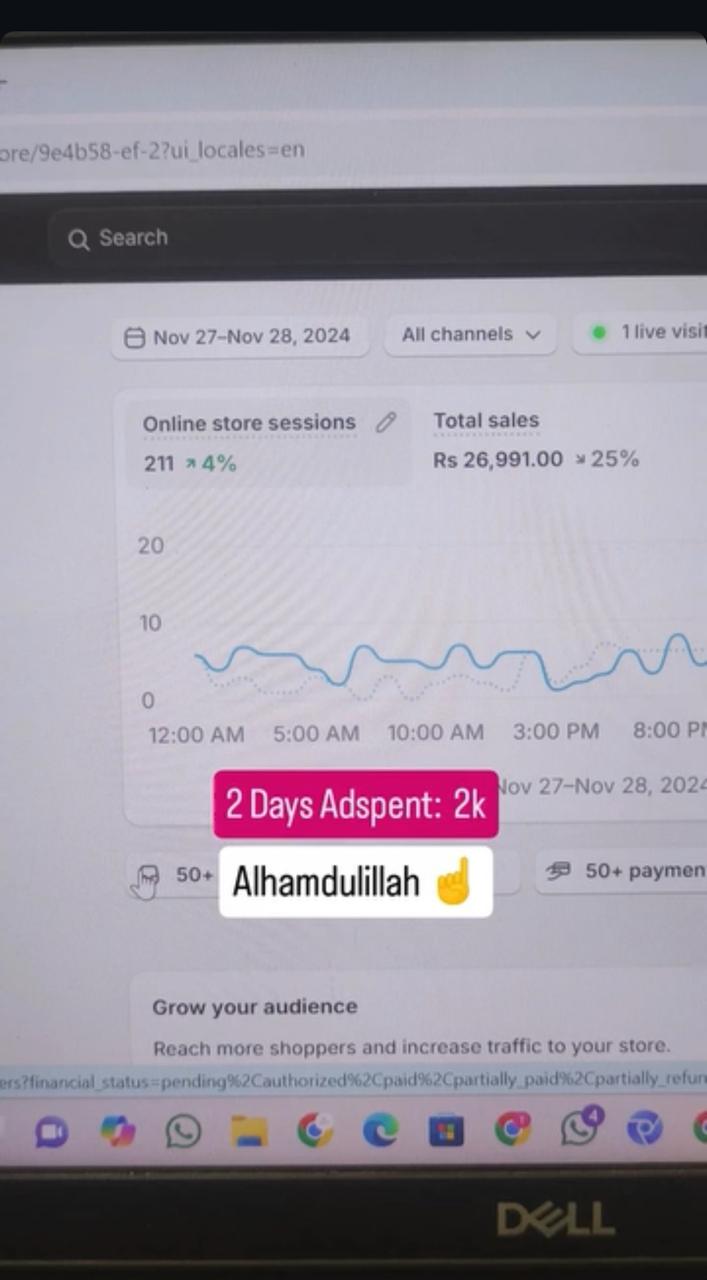 ore/9e4b58-ef-2?ui_locales=en
Search
Nov 27–Nov 28, 2024 All channels 1 live visit
Online store sessions Total sales
211 ↗ 4% Rs 26,991.00 ↘ 25%
20
10
0
12:00 AM 5:00 AM 10:00 AM 3:00 PM 8:00 PM
2 Days Adspent: 2k Nov 27–Nov 28, 2024
50+ Alhamdulillah ☝️ 50+ paymen
Grow your audience
Reach more shoppers and increase traffic to your store.
ers?financial_status=pending%2Cauthorized%2Cpaid%2Cpartially_paid%2Cpartially_refun
4
DELL